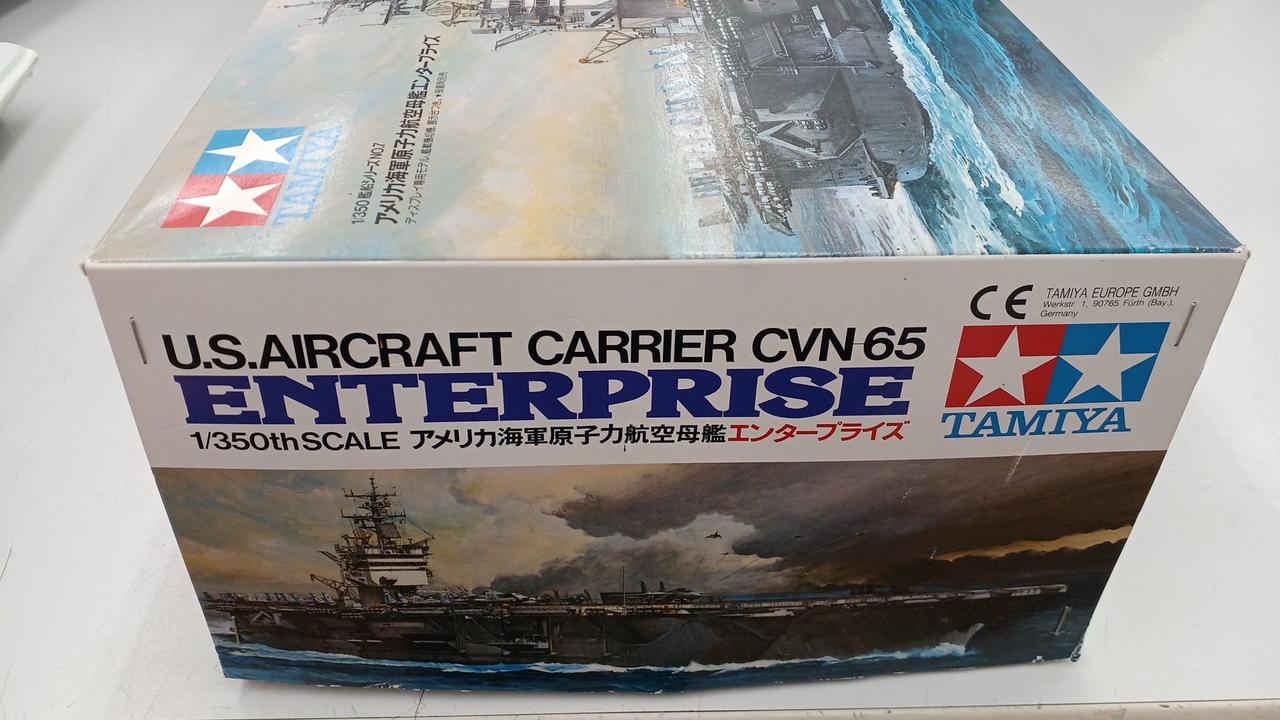 TAMIYA
1/350 艦船シリーズ NO.7
アメリカ海軍原子力航空母艦エンタープライズ
U.S.AIRCRAFT CARRIER CVN 65
ENTERPRISE
1/350th SCALE アメリカ海軍原子力航空母艦エンタープライズ
CE TAMIYA EUROPE GMBH
Werkstr. 1, 90765 Fürth (Bay.),
Germany
TAMIYA